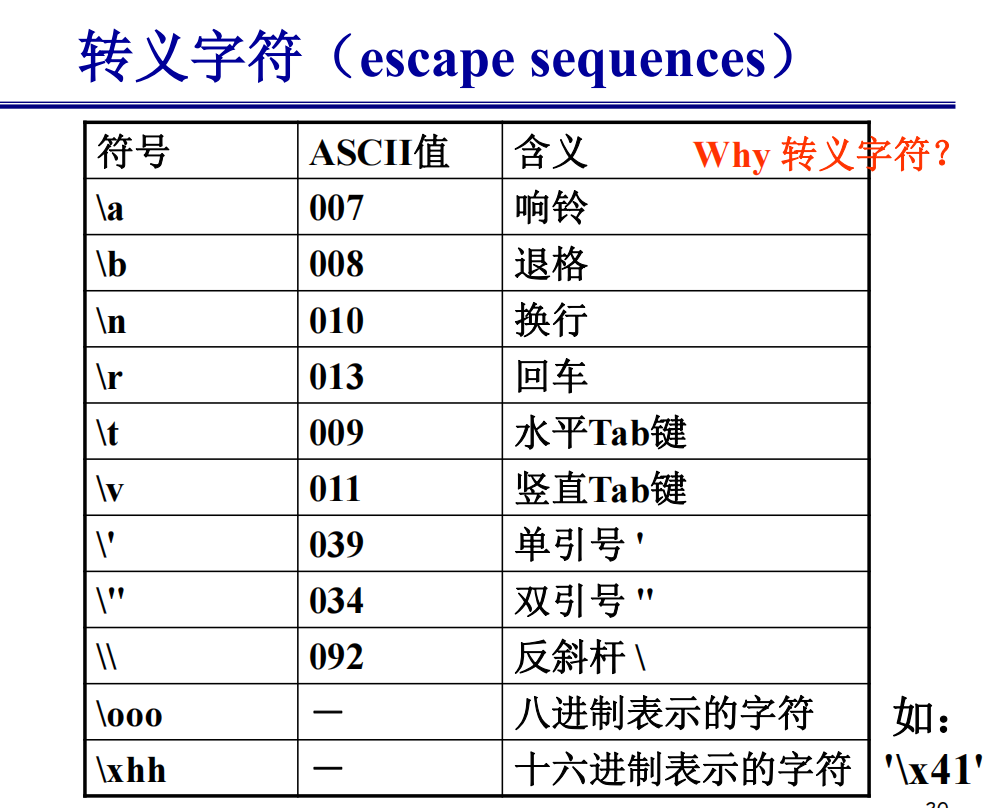 转义字符（escape sequences）
符号 ASCII值 含义 Why 转义字符？
\a 007 响铃
\b 008 退格
\n 010 换行
\r 013 回车
\t 009 水平Tab键
\v 011 竖直Tab键
\' 039 单引号 '
\" 034 双引号 "
\\ 092 反斜杆 \
\ooo － 八进制表示的字符 如：
\xhh － 十六进制表示的字符 '\x41'